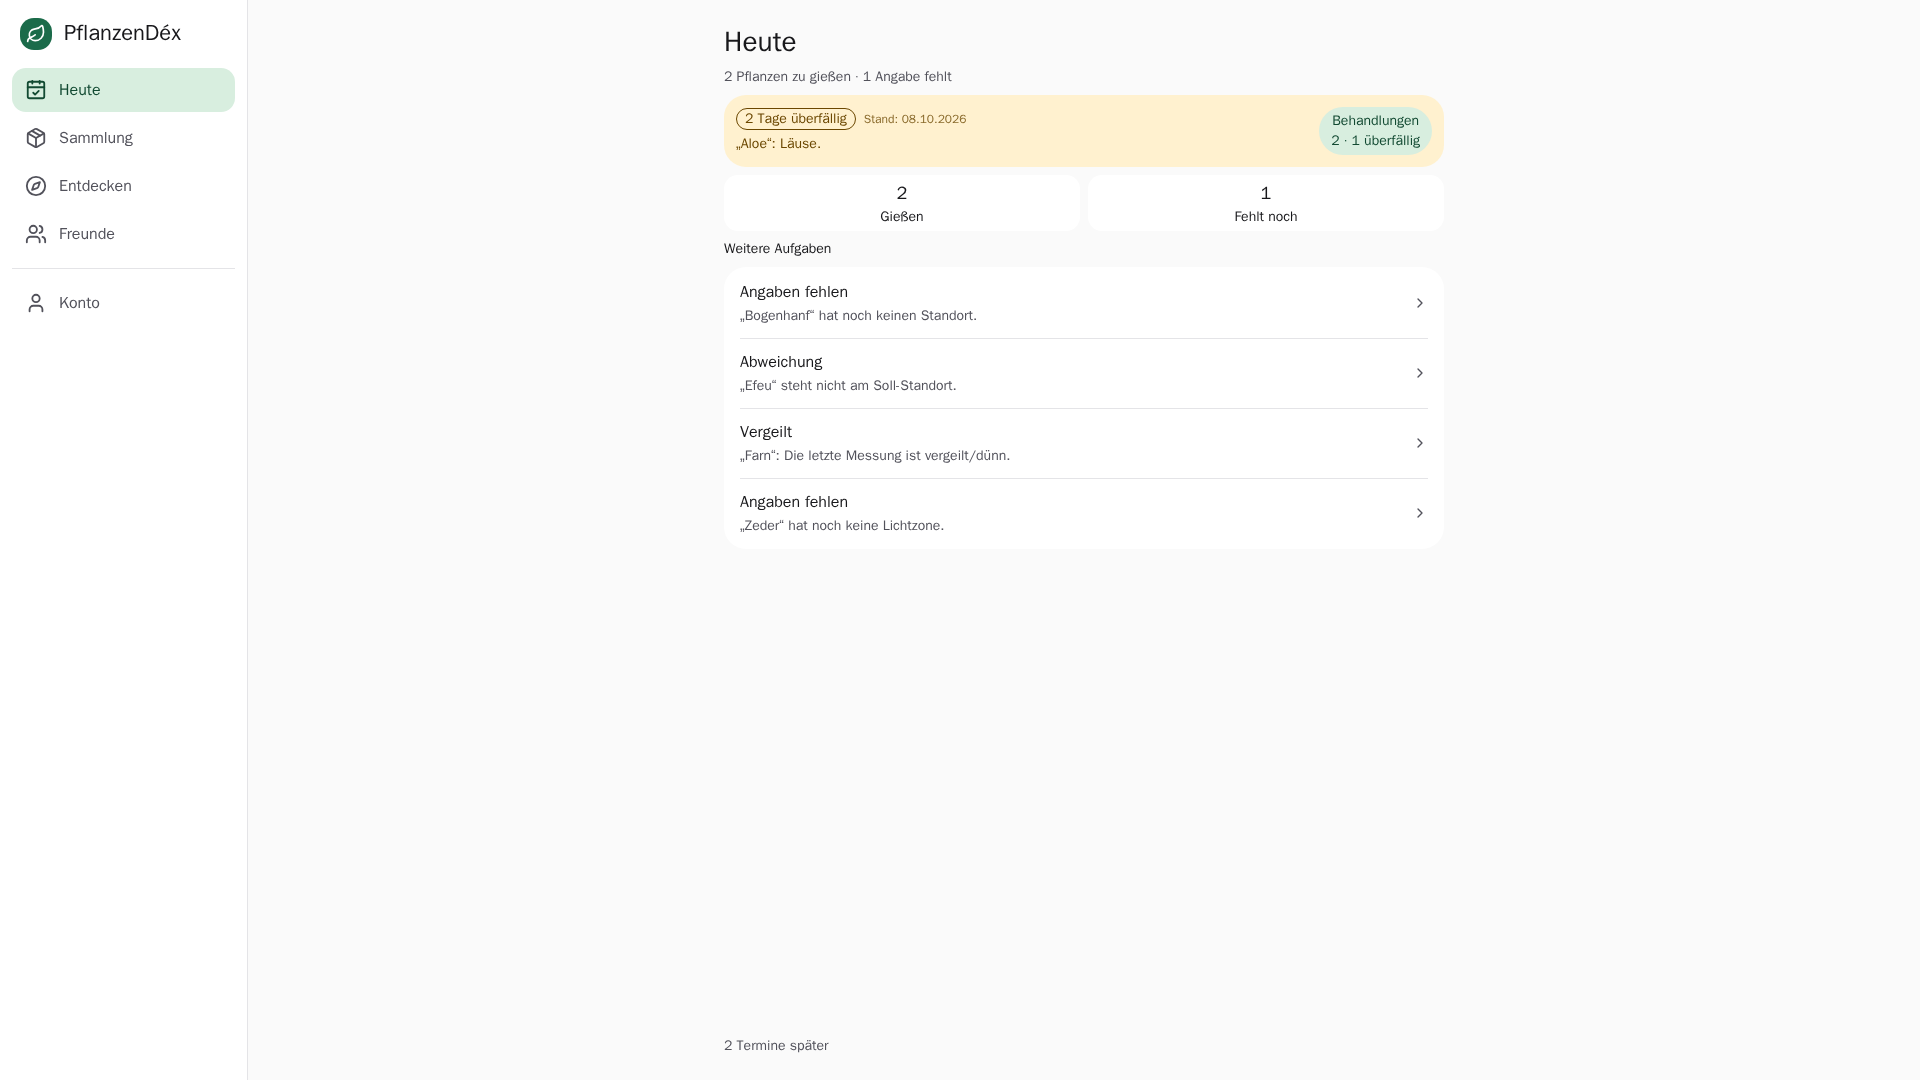 PflanzenDéx
Heute
Sammlung
Entdecken
Freunde
Konto
Heute
2 Pflanzen zu gießen · 1 Angabe fehlt
2 Tage überfällig Stand: 08.10.2026
„Aloe“: Läuse.
Behandlungen
2 · 1 überfällig
2
Gießen
1
Fehlt noch
Weitere Aufgaben
Angaben fehlen
„Bogenhanf“ hat noch keinen Standort.
Abweichung
„Efeu“ steht nicht am Soll-Standort.
Vergeilt
„Farn“: Die letzte Messung ist vergeilt/dünn.
Angaben fehlen
„Zeder“ hat noch keine Lichtzone.
2 Termine später